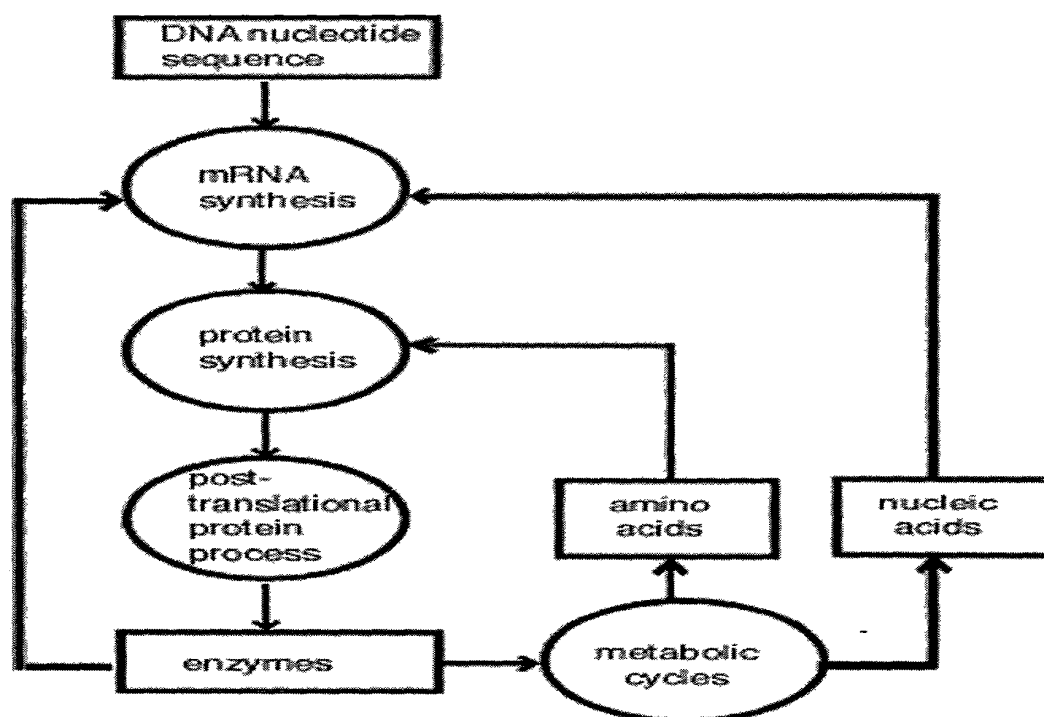 DNA nucleotide
sequence
mRNA
synthesis
protein
synthesis
post-
translational
protein
process
amino
acids
nucleic
acids
enzymes
metabolic
cycles